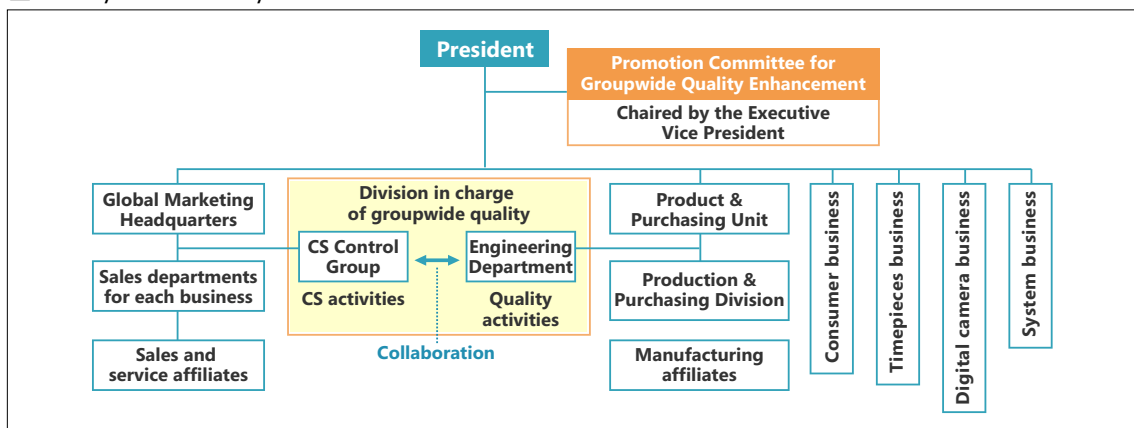 President
Promotion Committee for
Groupwide Quality Enhancement
Chaired by the Executive
Vice President
Global Marketing
Headquarters
Division in charge
of groupwide quality
Product &
Purchasing Unit
CS Control
Group
Engineering
Department
Sales departments
for each business
CS activities
Quality
activities
Production &
Purchasing Division
Collaboration
Sales and
service affiliates
Manufacturing
affiliates
Consumer business
Timepieces business
Digital camera business
System business